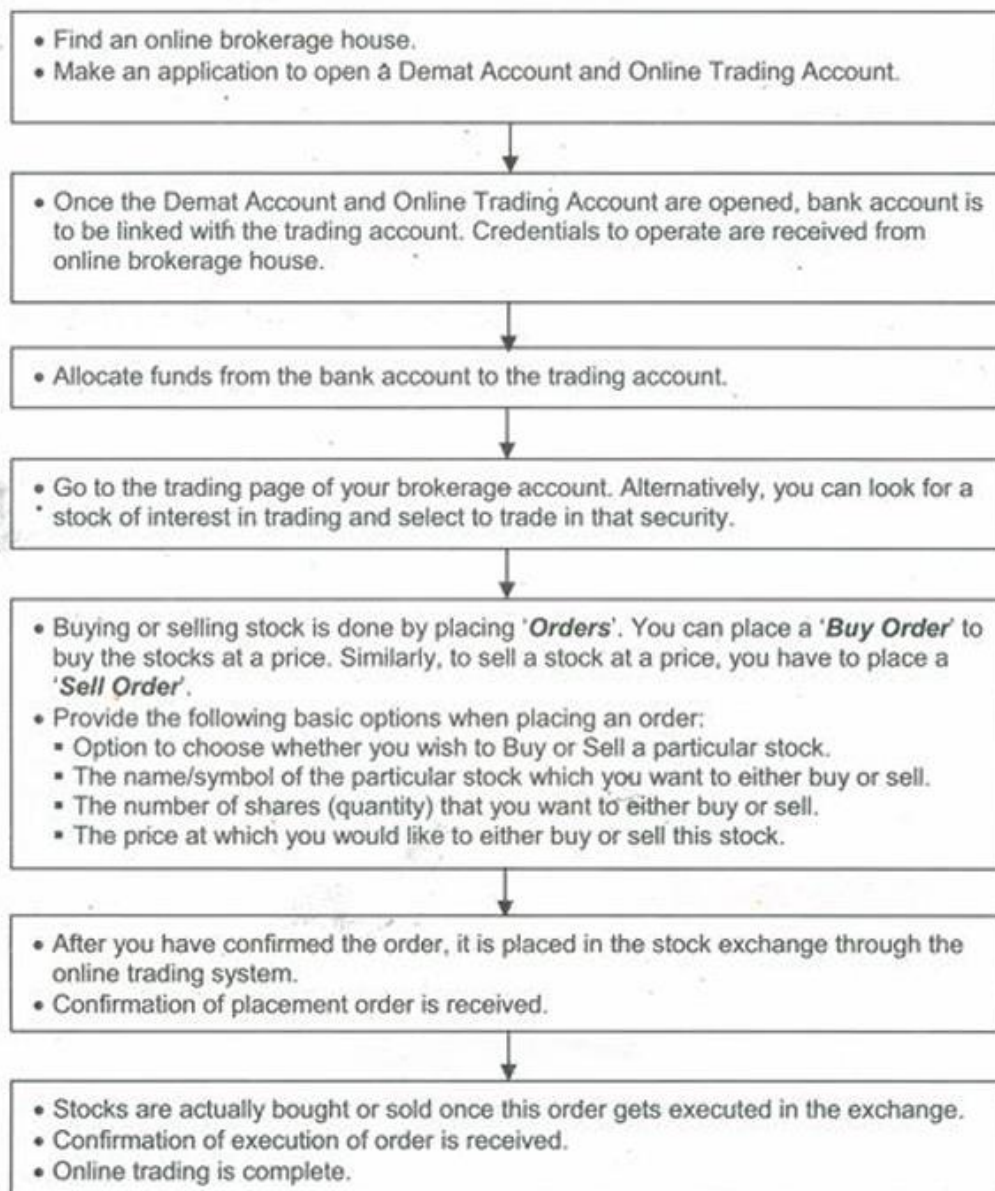 • Find an online brokerage house.
• Make an application to open a Demat Account and Online Trading Account.
• Once the Demat Account and Online Trading Account are opened, bank account is
to be linked with the trading account. Credentials to operate are received from
online brokerage house.
• Allocate funds from the bank account to the trading account.
• Go to the trading page of your brokerage account. Alternatively, you can look for a
stock of interest in trading and select to trade in that security.
• Buying or selling stock is done by placing 'Orders'. You can place a 'Buy Order' to
buy the stocks at a price. Similarly, to sell a stock at a price, you have to place a
'Sell Order'.
• Provide the following basic options when placing an order:
▪ Option to choose whether you wish to Buy or Sell a particular stock.
▪ The name/symbol of the particular stock which you want to either buy or sell.
▪ The number of shares (quantity) that you want to either buy or sell.
▪ The price at which you would like to either buy or sell this stock.
• After you have confirmed the order, it is placed in the stock exchange through the
online trading system.
• Confirmation of placement order is received.
• Stocks are actually bought or sold once this order gets executed in the exchange.
• Confirmation of execution of order is received.
• Online trading is complete.